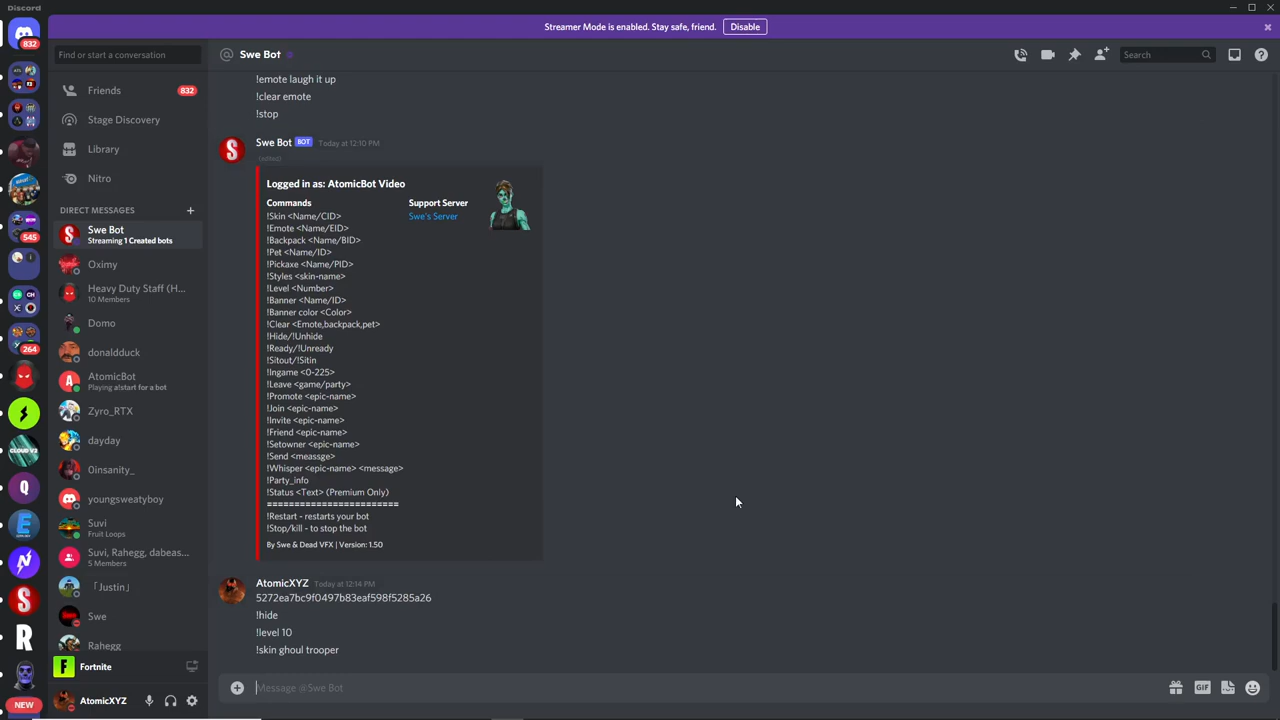 Discord
Streamer Mode is enabled. Stay safe, friend. Disable
832
Find or start a conversation
Swe Bot
Search
Friends 832
Stage Discovery
Library
Nitro
DIRECT MESSAGES
Swe Bot
Streaming 1 Created bots
Oximy
Heavy Duty Staff (H...
10 Members
Domo
donaldduck
AtomicBot
Playing a!start for a bot
Zyro_RTX
dayday
0insanity_
youngsweatyboy
Suvi
Fruit Loops
Suvi, Rahegg, dabeas...
5 Members
「Justin」
Swe
Rahegg
Fortnite
AtomicXYZ
545
264
CLOUD V2
NEW
!emote laugh it up
!clear emote
!stop
Swe Bot BOT Today at 12:10 PM
(edited)
Logged in as: AtomicBot Video
Commands
!Skin <Name/CID>
!Emote <Name/EID>
!Backpack <Name/BID>
!Pet <Name/ID>
!Pickaxe <Name/PID>
!Styles <skin-name>
!Level <Number>
!Banner <Name/ID>
!Banner color <Color>
!Clear <Emote,backpack,pet>
!Hide/!Unhide
!Ready/!Unready
!Sitout/!Sitin
!Ingame <0-225>
!Leave <game/party>
!Promote <epic-name>
!Join <epic-name>
!Invite <epic-name>
!Friend <epic-name>
!Setowner <epic-name>
!Send <meassge>
!Whisper <epic-name> <message>
!Party_info
!Status <Text> (Premium Only)
========================
!Restart - restarts your bot
!Stop/kill - to stop the bot
Support Server
Swe's Server
By Swe & Dead VFX | Version: 1.50
AtomicXYZ Today at 12:14 PM
5272ea7bc9f0497b83eaf598f5285a26
!hide
!level 10
!skin ghoul trooper
Message @Swe Bot
GIF